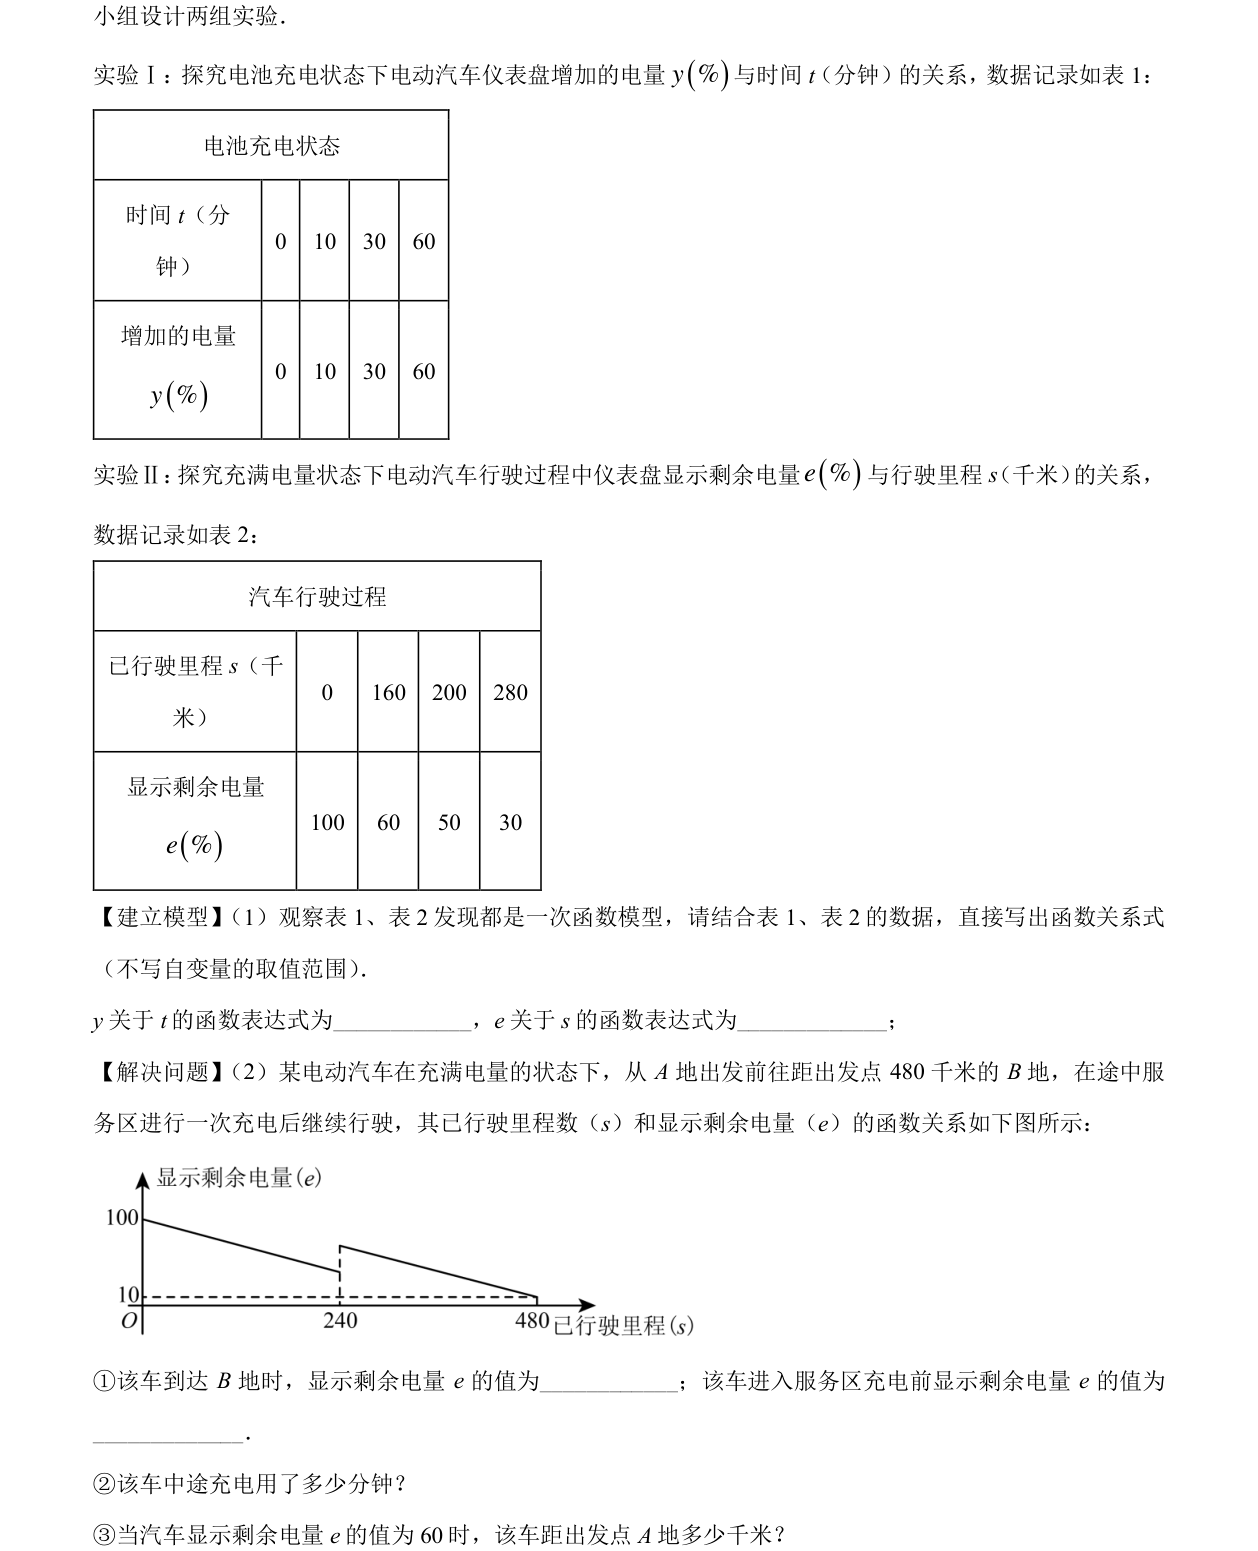 小组设计两组实验．
实验Ⅰ：探究电池充电状态下电动汽车仪表盘增加的电量 y(%) 与时间 t（分钟）的关系，数据记录如表 1：
电池充电状态
时间 t（分
钟）
0 10 30 60
增加的电量
y(%)
0 10 30 60
实验Ⅱ：探究充满电量状态下电动汽车行驶过程中仪表盘显示剩余电量 e(%) 与行驶里程 s（千米）的关系，
数据记录如表 2：
汽车行驶过程
已行驶里程 s（千
米）
0 160 200 280
显示剩余电量
e(%)
100 60 50 30
【建立模型】（1）观察表 1、表 2 发现都是一次函数模型，请结合表 1、表 2 的数据，直接写出函数关系式
（不写自变量的取值范围）．
y 关于 t 的函数表达式为____________，e 关于 s 的函数表达式为_____________；
【解决问题】（2）某电动汽车在充满电量的状态下，从 A 地出发前往距出发点 480 千米的 B 地，在途中服
务区进行一次充电后继续行驶，其已行驶里程数（s）和显示剩余电量（e）的函数关系如下图所示：
显示剩余电量(e)
100
10
O 240 480 已行驶里程(s)
①该车到达 B 地时，显示剩余电量 e 的值为____________；该车进入服务区充电前显示剩余电量 e 的值为
_____________．
②该车中途充电用了多少分钟？
③当汽车显示剩余电量 e 的值为 60 时，该车距出发点 A 地多少千米？